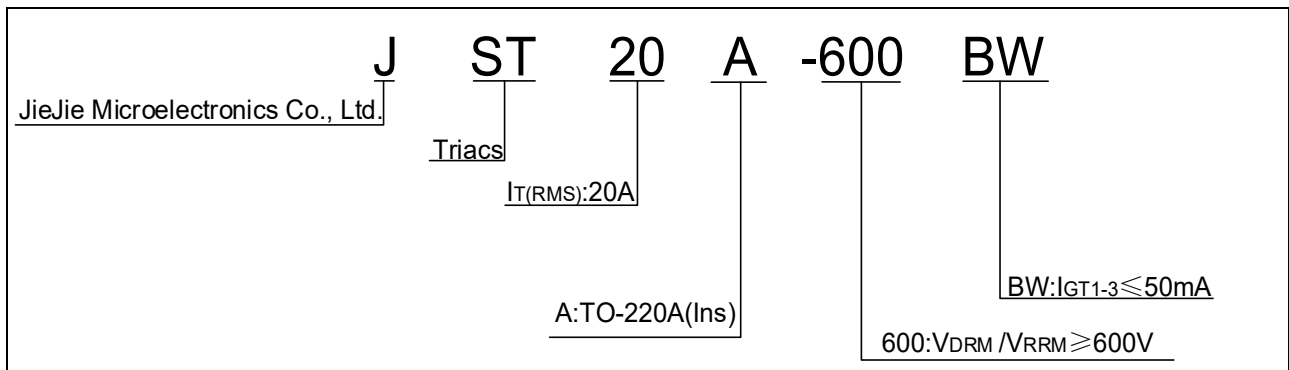 J ST 20 A -600 BW
JieJie Microelectronics Co., Ltd.
Triacs
IT(RMS):20A
BW:IGT1-3≤50mA
A:TO-220A(Ins)
600:VDRM /VRRM≥600V